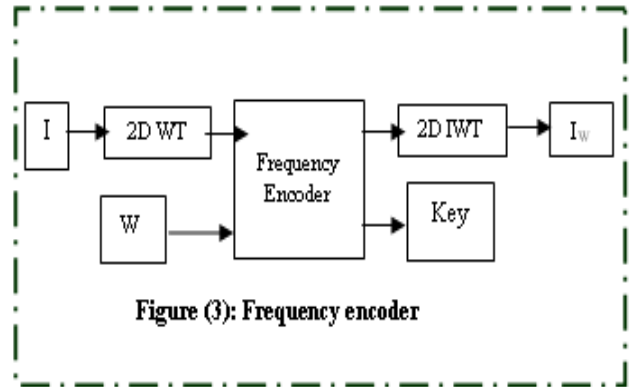 I
2D WT
Frequency
Encoder
2D IWT
Iw
W
Key
Figure (3): Frequency encoder